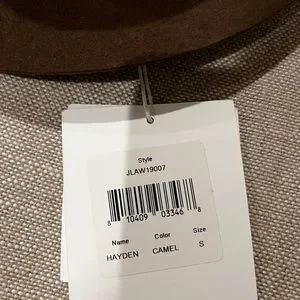 Style
JLAW19007
8 10409 03346 8
Name Color Size
HAYDEN CAMEL S